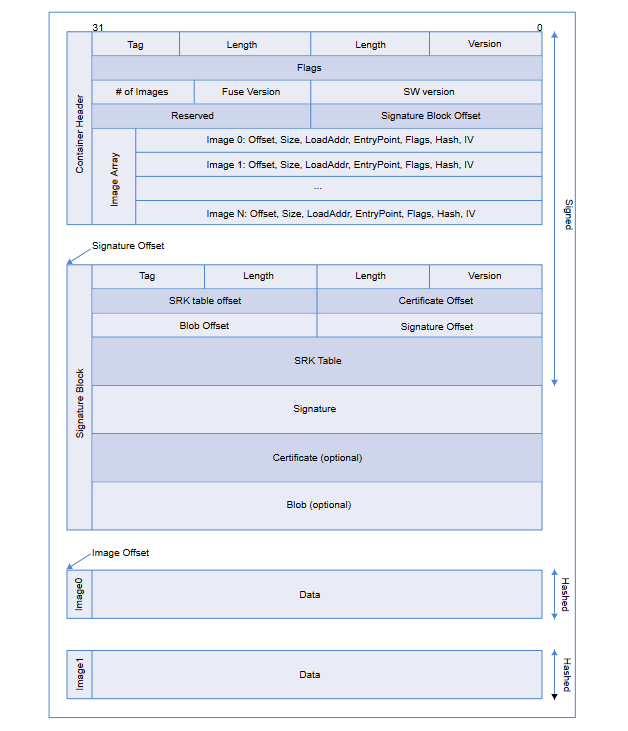 31 0
Tag Length Length Version
Flags
# of Images Fuse Version SW version
Reserved Signature Block Offset
Container Header
Image Array
Image 0: Offset, Size, LoadAddr, EntryPoint, Flags, Hash, IV
Image 1: Offset, Size, LoadAddr, EntryPoint, Flags, Hash, IV
...
Image N: Offset, Size, LoadAddr, EntryPoint, Flags, Hash, IV
Signed
Signature Offset
Tag Length Length Version
SRK table offset Certificate Offset
Blob Offset Signature Offset
SRK Table
Signature Block
Signature
Certificate (optional)
Blob (optional)
Image Offset
Image0 Data Hashed
Image1 Data Hashed